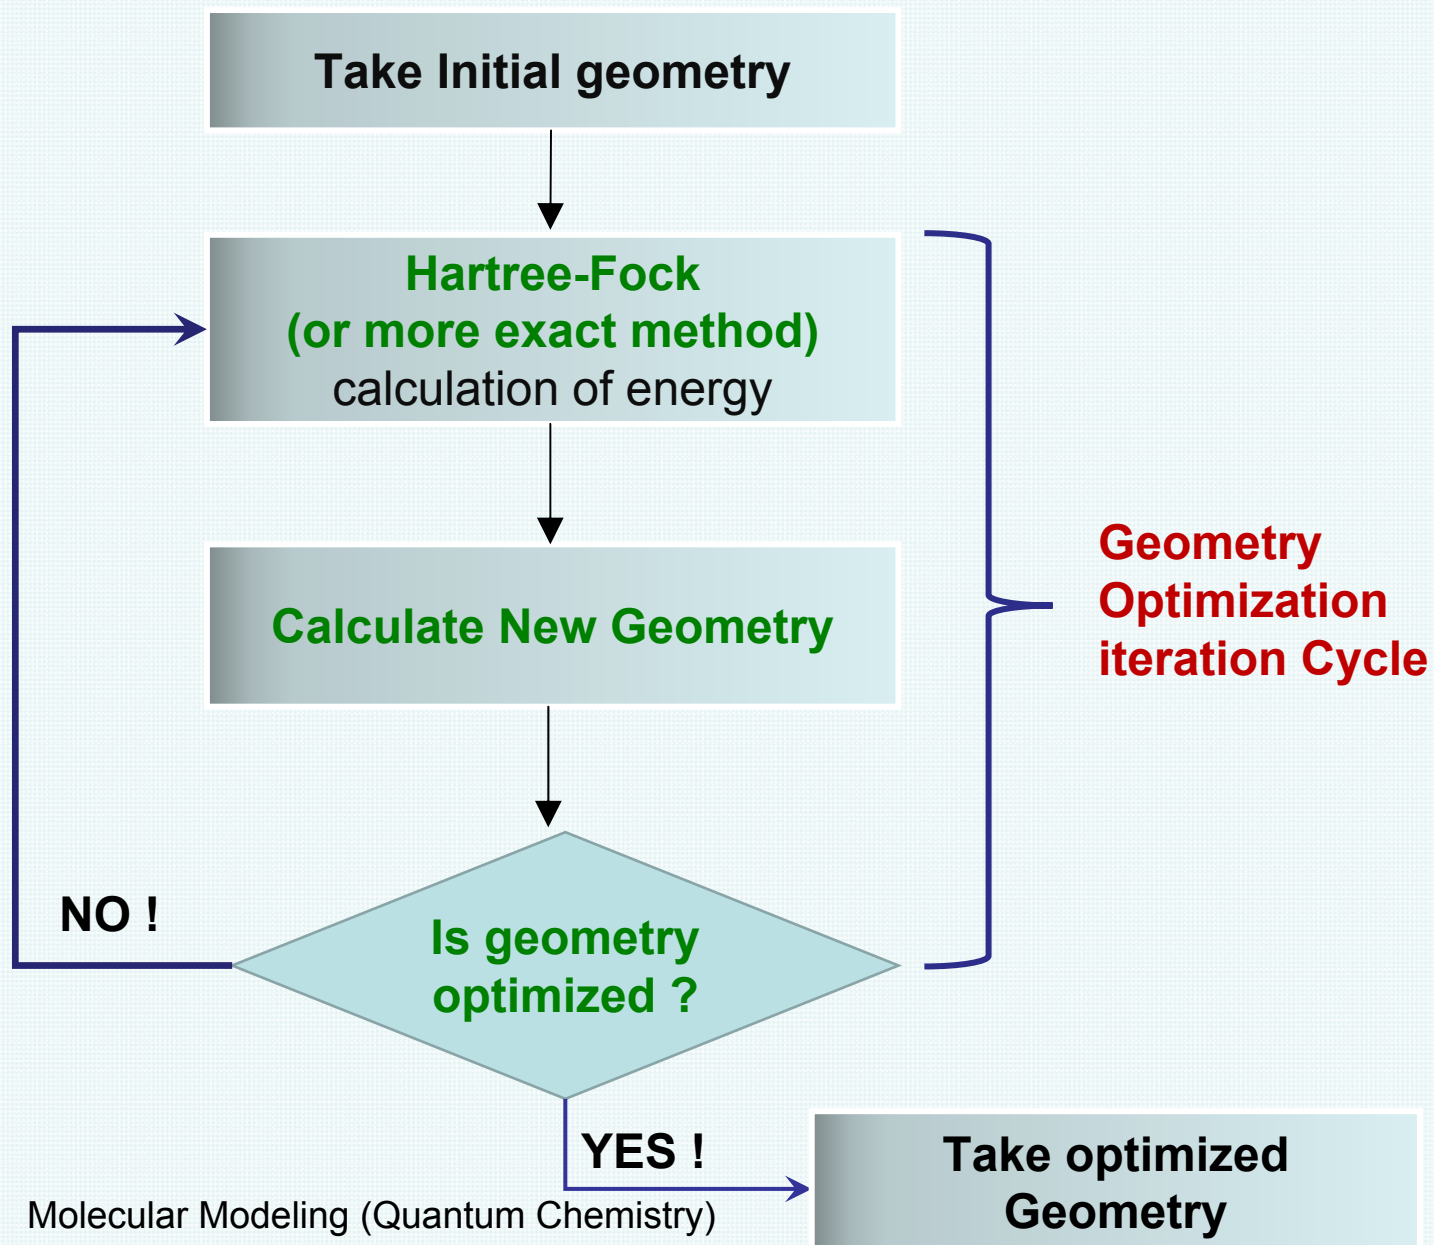 Take Initial geometry
Hartree-Fock
(or more exact method)
calculation of energy
Calculate New Geometry
Geometry
Optimization
iteration Cycle
NO !
Is geometry
optimized ?
YES !
Take optimized
Geometry
Molecular Modeling (Quantum Chemistry)